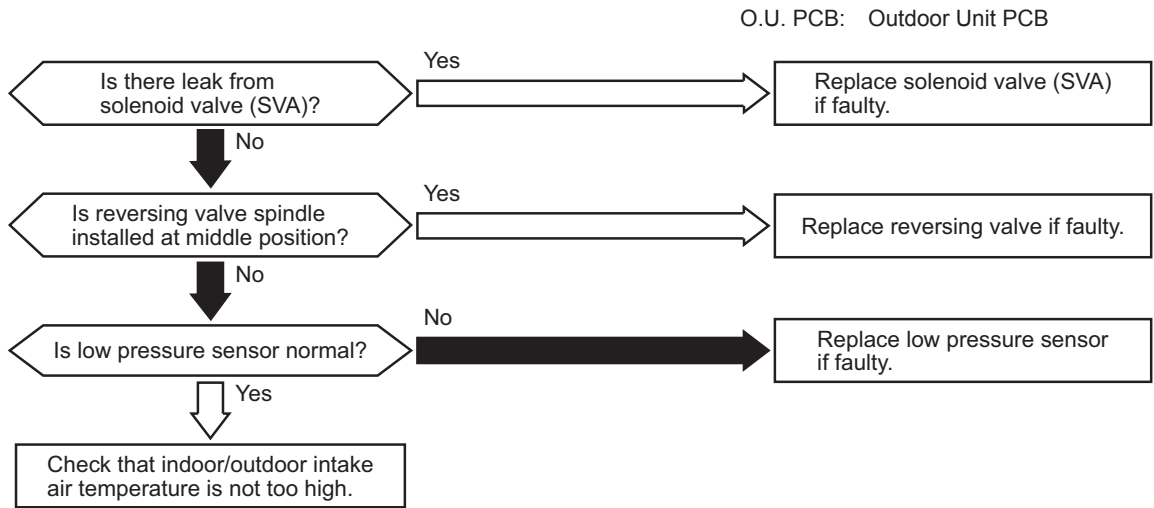 O.U. PCB: Outdoor Unit PCB
Is there leak from
solenoid valve (SVA)?
Yes
Replace solenoid valve (SVA)
if faulty.
No
Is reversing valve spindle
installed at middle position?
Yes
Replace reversing valve if faulty.
No
Is low pressure sensor normal?
No
Replace low pressure sensor
if faulty.
Yes
Check that indoor/outdoor intake
air temperature is not too high.